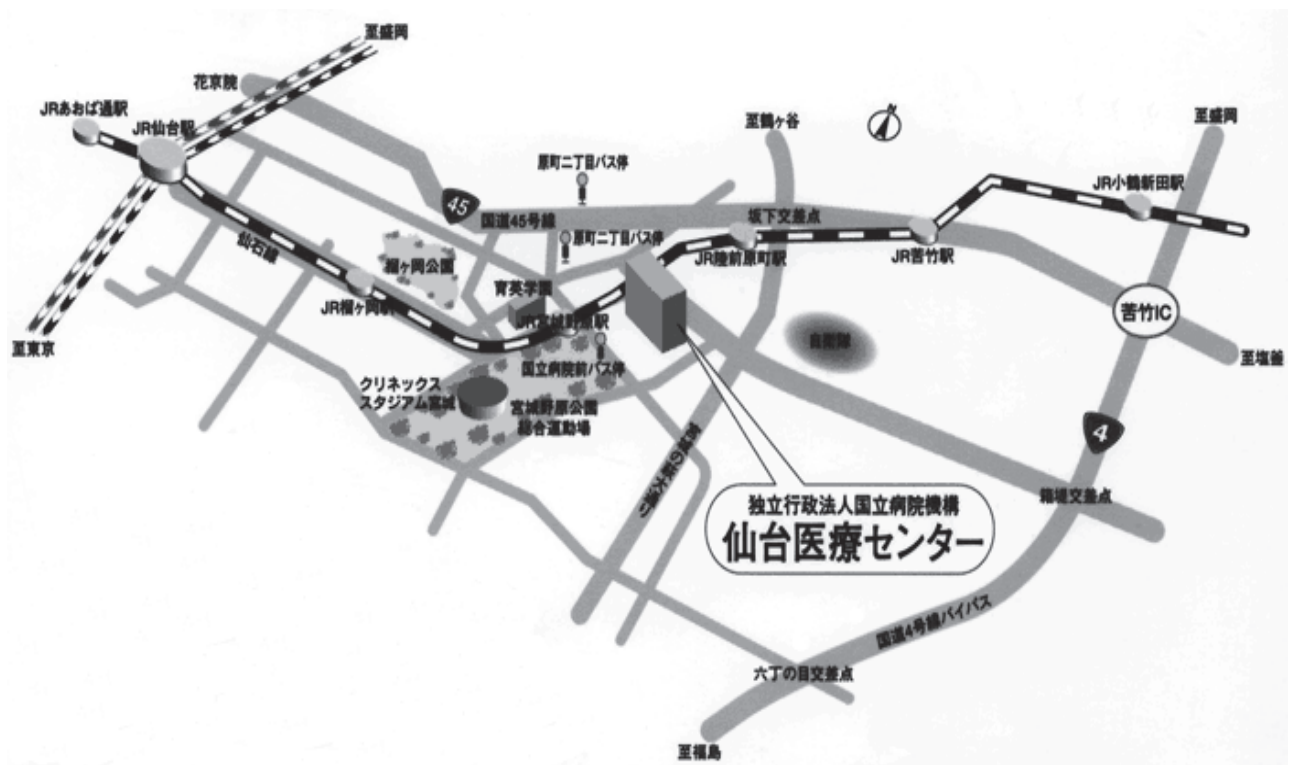 至盛岡
花京院
JRあおば通駅
JR仙台駅
N
至鶴ヶ谷
至盛岡
原町二丁目バス停
JR小鶴新田駅
45
国道45号線
坂下交差点
仙石線
原町二丁目バス停
榴ヶ岡公園
JR陸前原町駅
JR苦竹駅
育英学園
JR榴ヶ岡駅
JR宮城野原駅
苦竹IC
至東京
自衛隊
至塩釜
国立病院前バス停
クリネックス
スタジアム宮城
宮城野原公園
総合運動場
4
宮城の萩大通り
箱堤交差点
独立行政法人国立病院機構
仙台医療センター
国道4号線バイパス
六丁の目交差点
至福島